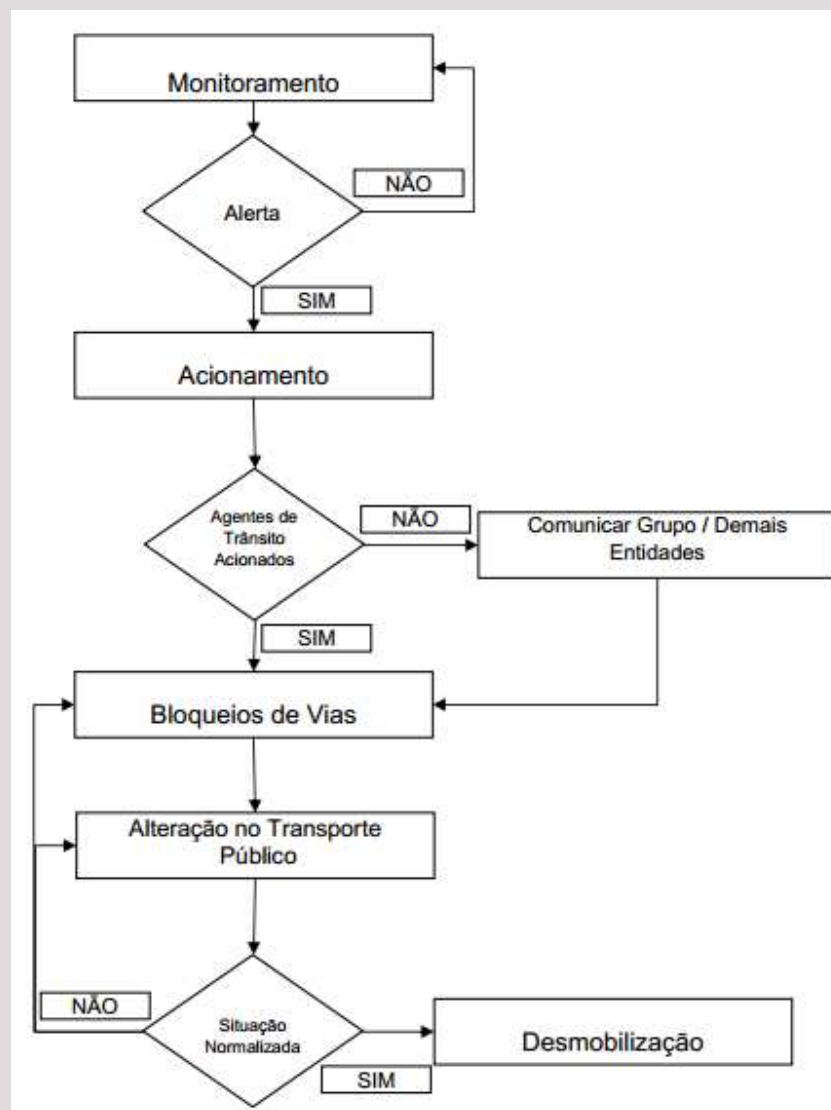 Monitoramento
NÃO
Alerta
SIM
Acionamento
Agentes de
Trânsito
Acionados
NÃO
Comunicar Grupo / Demais
Entidades
SIM
Bloqueios de Vias
Alteração no Transporte
Público
NÃO
Situação
Normalizada
SIM
Desmobilização